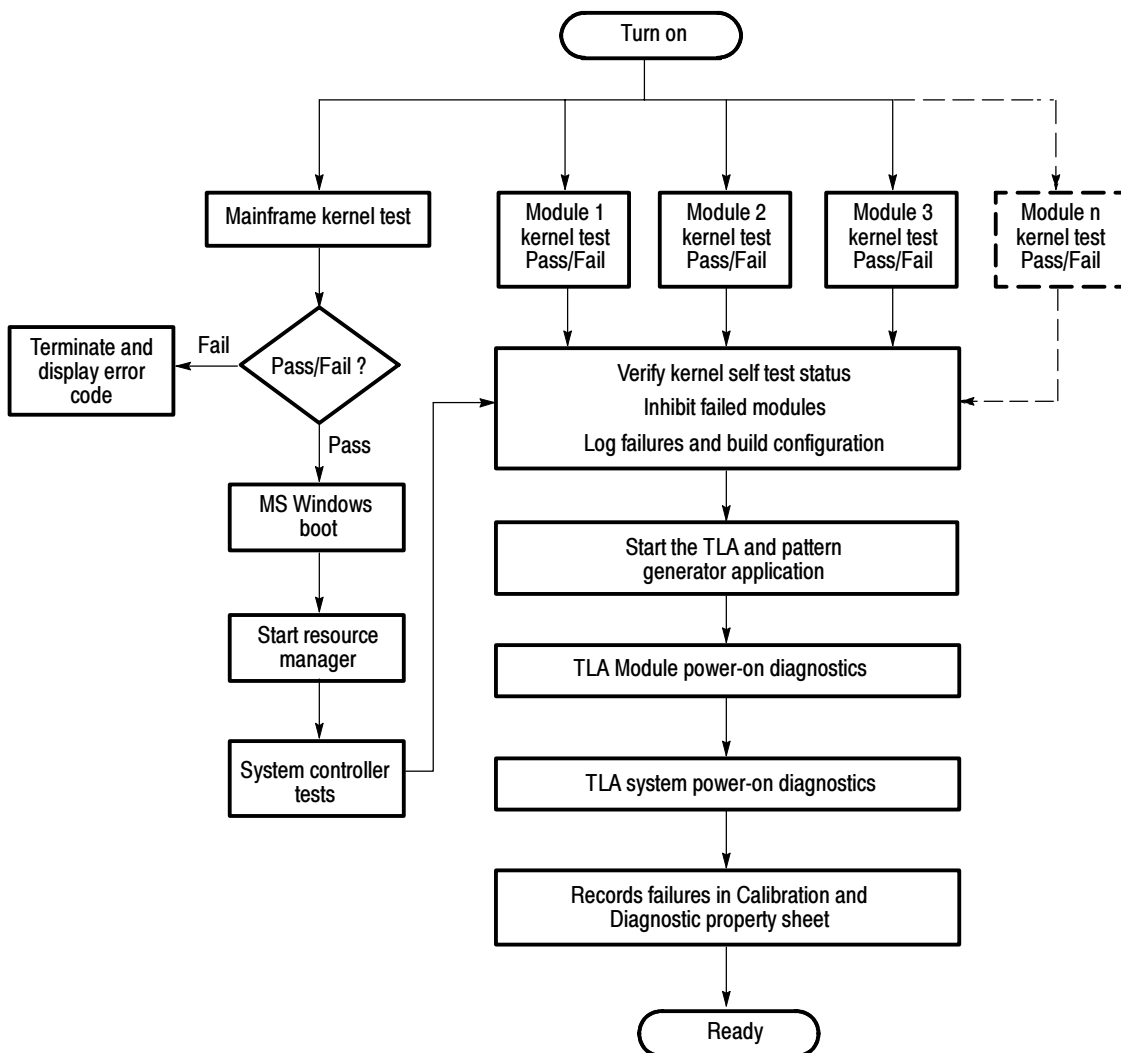 Turn on
Mainframe kernel test
Module 1
kernel test
Pass/Fail
Module 2
kernel test
Pass/Fail
Module 3
kernel test
Pass/Fail
Module n
kernel test
Pass/Fail
Terminate and
display error
code
Fail
Pass/Fail ?
Pass
Verify kernel self test status
Inhibit failed modules
Log failures and build configuration
MS Windows
boot
Start the TLA and pattern
generator application
Start resource
manager
TLA Module power-on diagnostics
System controller
tests
TLA system power-on diagnostics
Records failures in Calibration and
Diagnostic property sheet
Ready